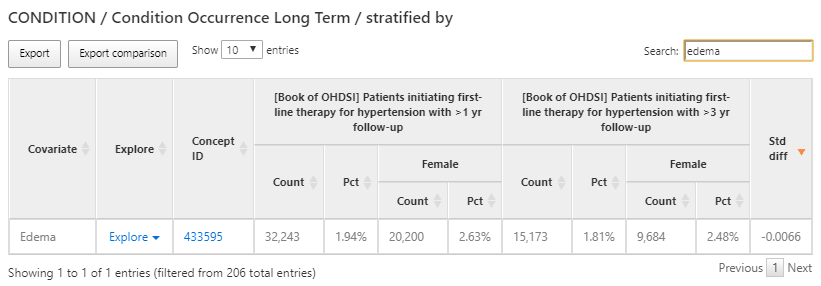 CONDITION / Condition Occurrence Long Term / stratified by
Export
Export comparison
Show 10 entries
Search: edema
Covariate
Explore
Concept
ID
[Book of OHDSI] Patients initiating first-
line therapy for hypertension with >1 yr
follow-up
[Book of OHDSI] Patients initiating first-
line therapy for hypertension with >3 yr
follow-up
Std
diff
Count
Pct
Female
Count
Pct
Count
Pct
Female
Count
Pct
Edema Explore 433595 32,243 1.94% 20,200 2.63% 15,173 1.81% 9,684 2.48% -0.0066
Showing 1 to 1 of 1 entries (filtered from 206 total entries)
Previous 1 Next